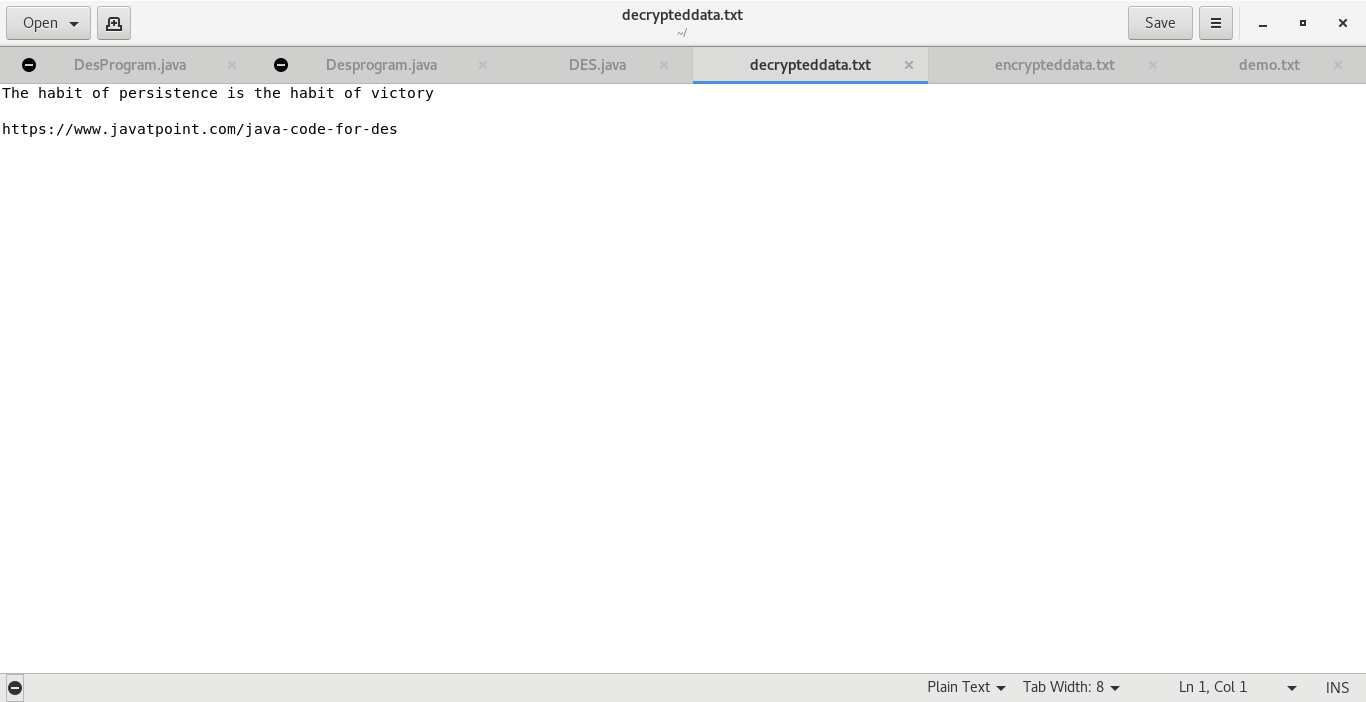 Open
decrypteddata.txt
~/
Save
DesProgram.java
Desprogram.java
DES.java
decrypteddata.txt
encrypteddata.txt
demo.txt
The habit of persistence is the habit of victory
https://www.javatpoint.com/java-code-for-des
Plain Text
Tab Width: 8
Ln 1, Col 1
INS